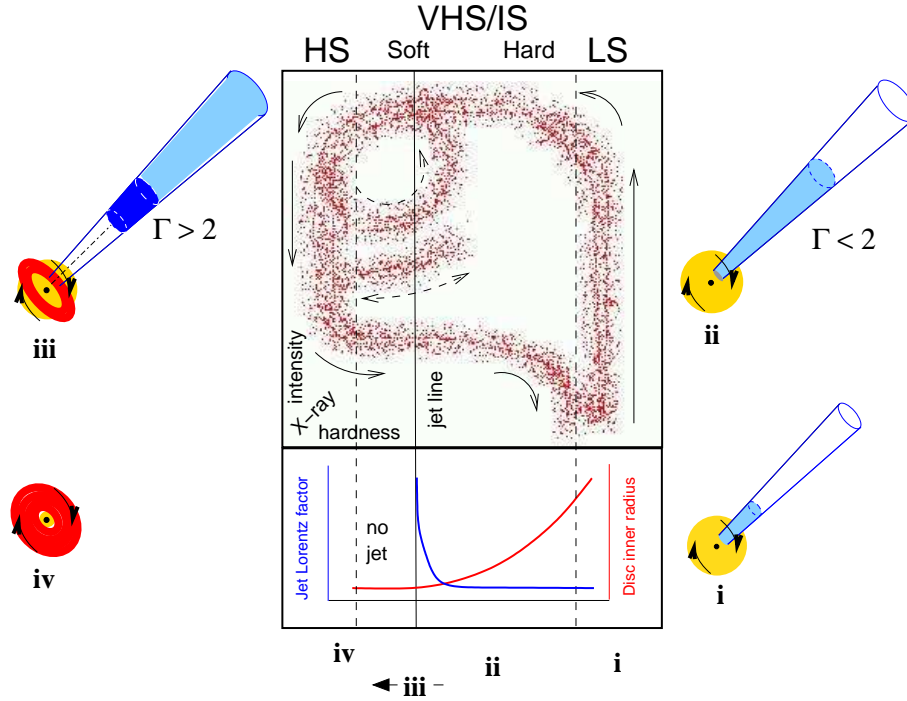 VHS/IS
HS
Soft
Hard
LS
Γ > 2
Γ < 2
iii
ii
intensity
X-ray
hardness
jet line
Jet Lorentz factor
no
jet
Disc inner radius
iv
i
iv
ii
i
iii